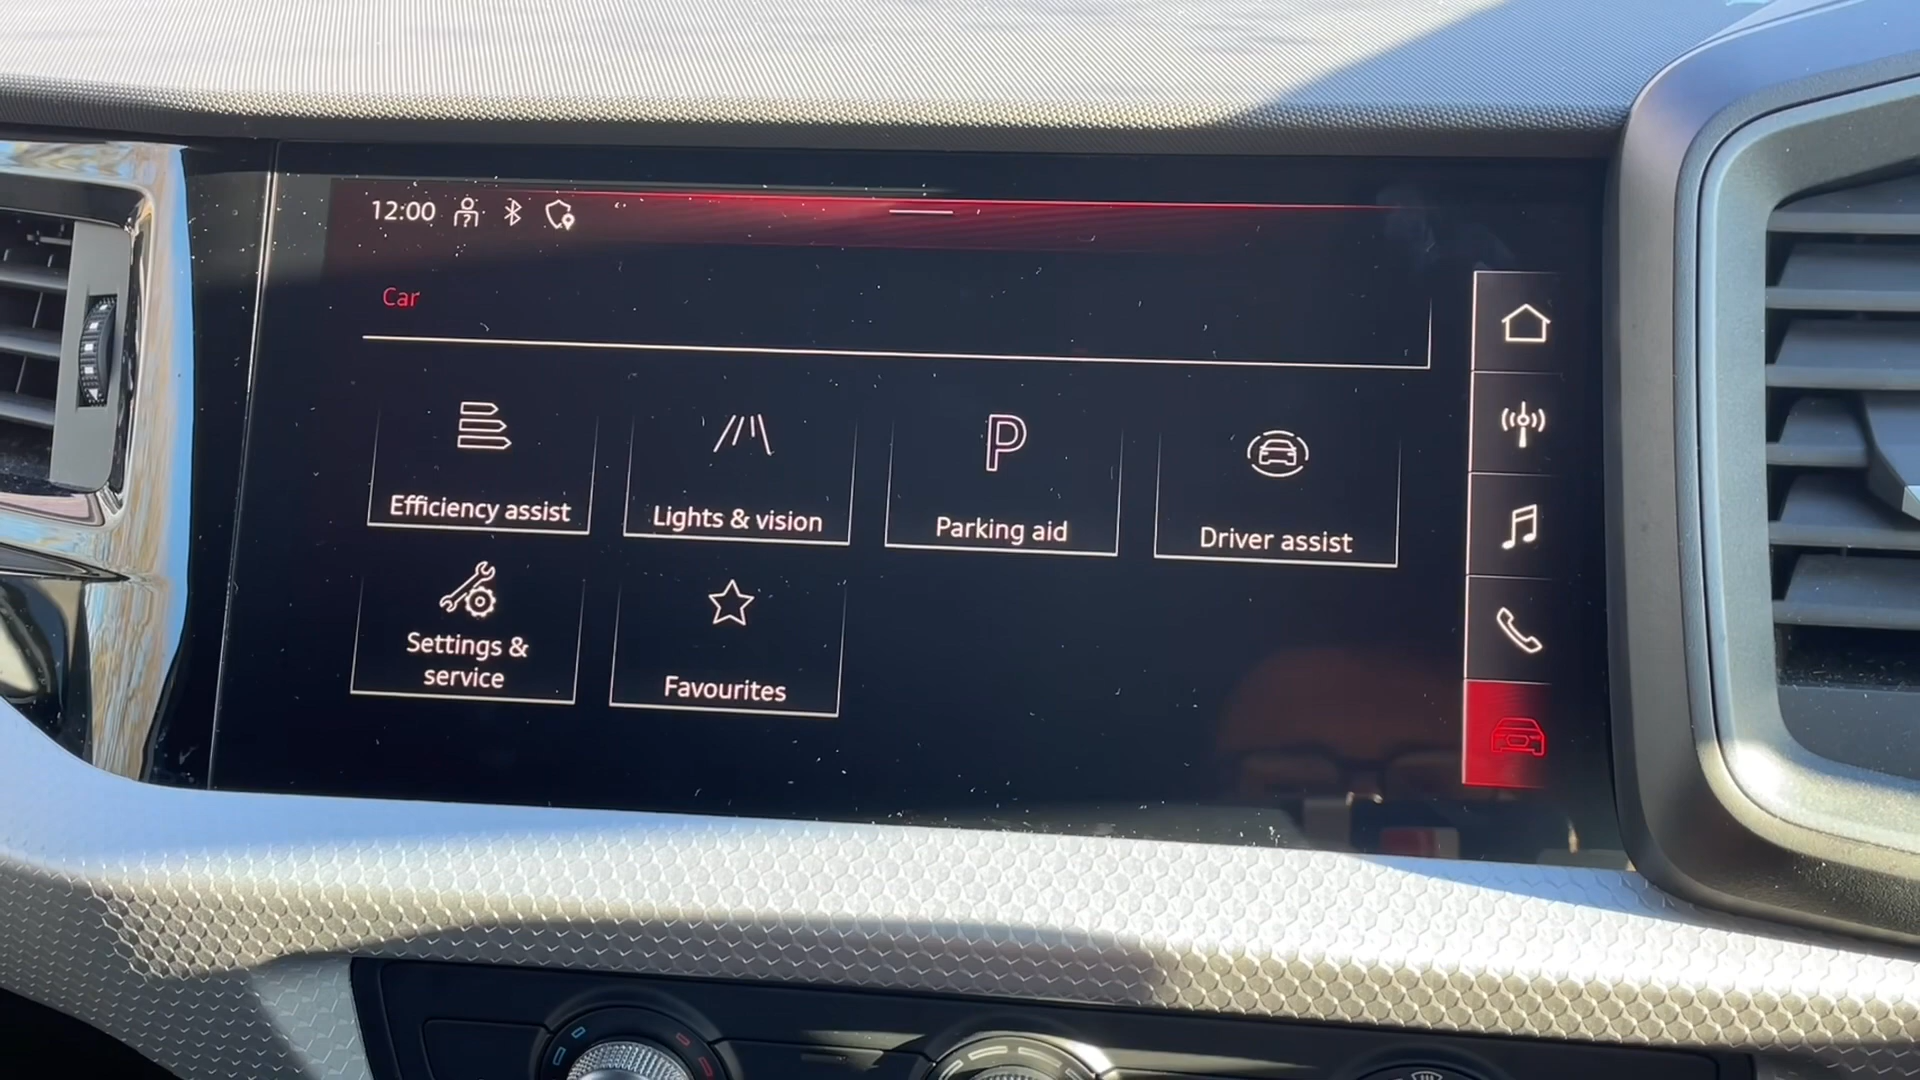 12:00
Car
Efficiency assist
Lights & vision
Parking aid
Driver assist
Settings &
service
Favourites